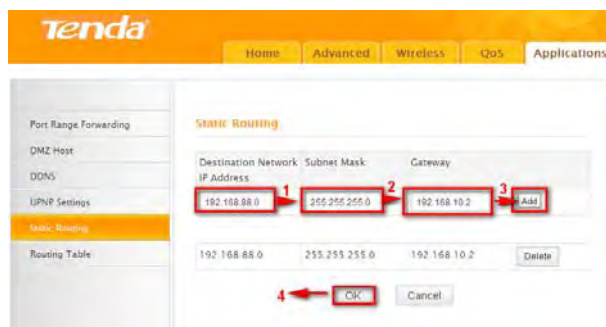 Tenda
Home Advanced Wireless QoS Applications
Port Range Forwarding
DMZ Host
DDNS
UPNP Settings
Static Routing
Routing Table
Static Routing
Destination Network IP Address Subnet Mask Gateway
192.168.88.0 1 255.255.255.0 2 192.168.10.2 3 Add
192.168.88.0 255.255.255.0 192.168.10.2 Delete
4 OK Cancel